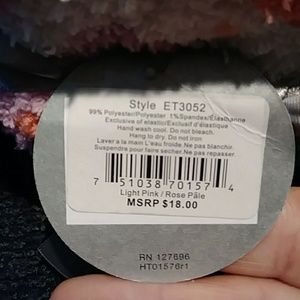 Style ET3052
99% Polyester/Polyester 1%Spandex/Élasthanne
Exclusive of elastic/Exclusif d'élastique
Hand wash cool. Do not bleach.
Hang to dry. Do not iron.
Laver a la main L'eau froide.Ne pas blanchir.
Suspendre pour faire secher.Ne pas repasser.
7 51038 70157 4
Light Pink / Rose Pâle
MSRP $18.00
RN 127696
HT01576r1